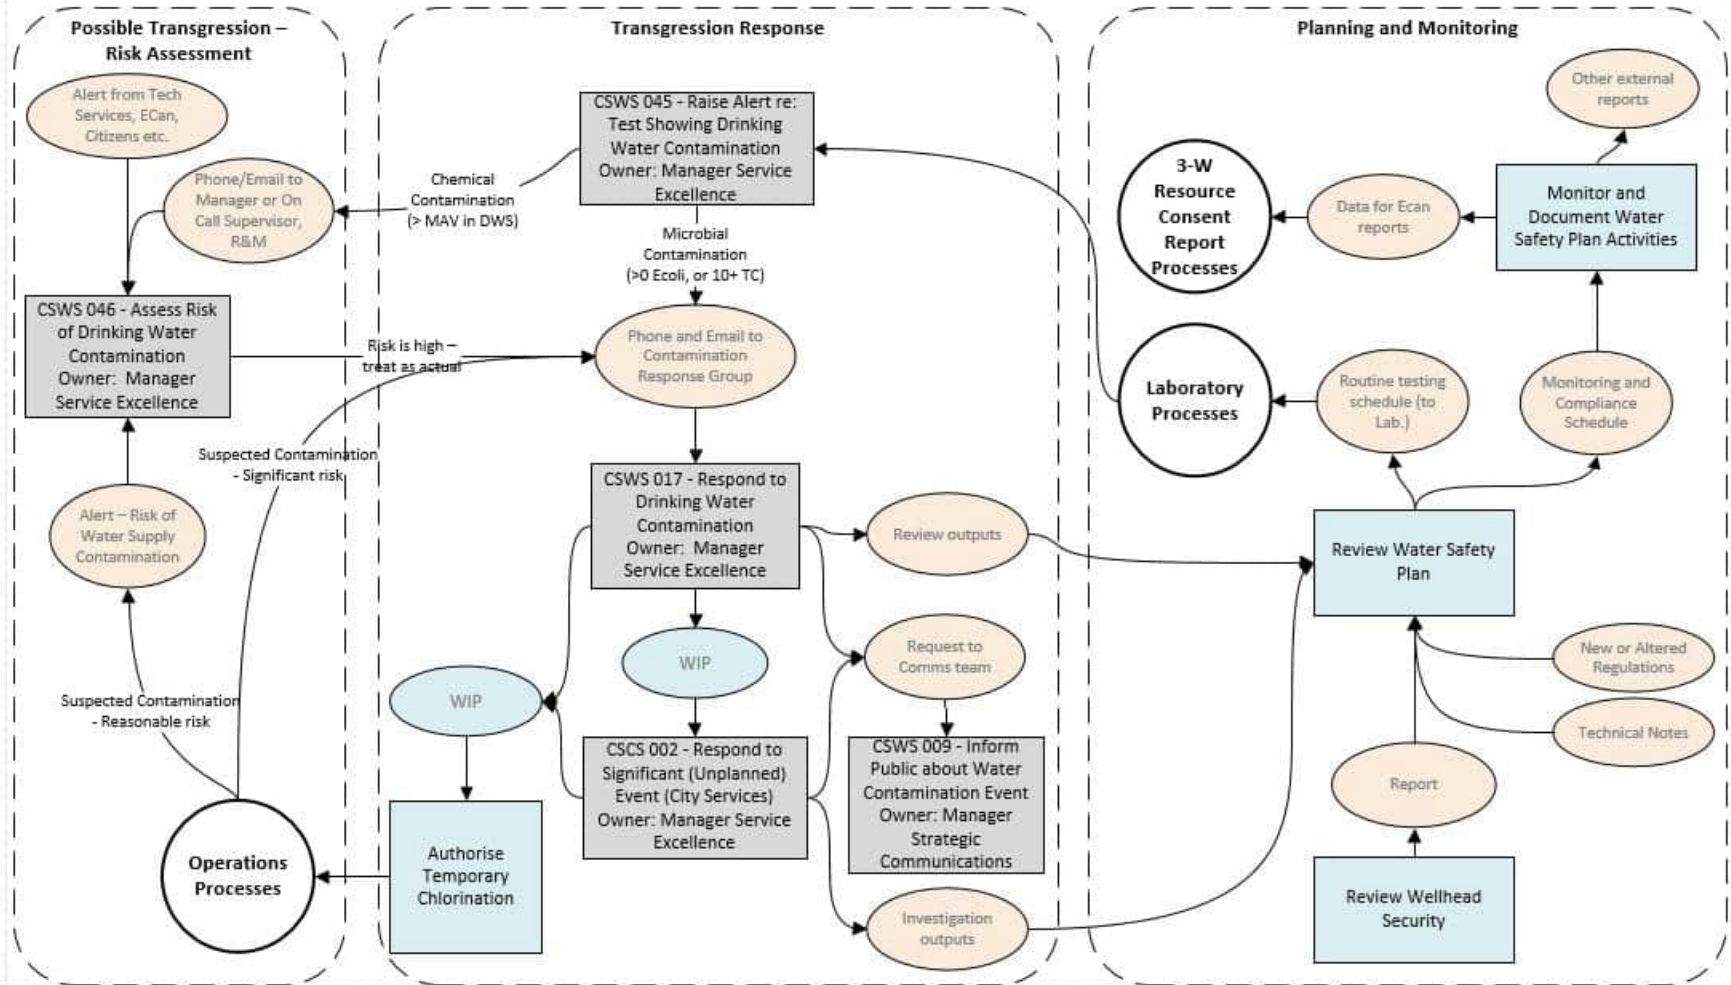 Possible Transgression –
Risk Assessment
Alert from Tech
Services, ECan,
Citizens etc.
Phone/Email to
Manager or On
Call Supervisor,
R&M
CSWS 046 - Assess Risk
of Drinking Water
Contamination
Owner:  Manager
Service Excellence
Alert – Risk of
Water Supply
Contamination
Suspected Contamination
- Significant risk
Suspected Contamination
- Reasonable risk
Operations
Processes
Transgression Response
CSWS 045 - Raise Alert re:
Test Showing Drinking
Water Contamination
Owner: Manager Service
Excellence
Chemical
Contamination
(> MAV in DWS)
Microbial
Contamination
(>0 Ecoli, or 10+ TC)
Risk is high –
treat as actual
Phone and Email to
Contamination
Response Group
CSWS 017 - Respond to
Drinking Water
Contamination
Owner:  Manager
Service Excellence
Review outputs
WIP
Request to
Comms team
WIP
CSCS 002 - Respond to
Significant (Unplanned)
Event (City Services)
Owner: Manager Service
Excellence
CSWS 009 - Inform
Public about Water
Contamination Event
Owner: Manager
Strategic
Communications
Authorise
Temporary
Chlorination
Investigation
outputs
Planning and Monitoring
Other external
reports
3-W
Resource
Consent
Report
Processes
Data for Ecan
reports
Monitor and
Document Water
Safety Plan Activities
Laboratory
Processes
Routine testing
schedule (to
Lab.)
Monitoring and
Compliance
Schedule
Review Water Safety
Plan
New or Altered
Regulations
Technical Notes
Report
Review Wellhead
Security